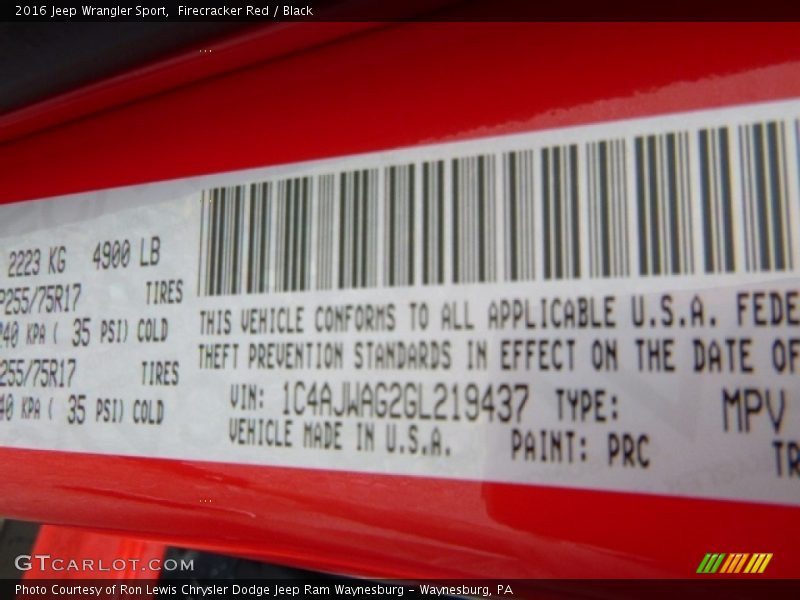 2016 Jeep Wrangler Sport, Firecracker Red / Black
2223 KG 4900 LB
P255/75R17 TIRES
240 KPA ( 35 PSI) COLD
255/75R17 TIRES
40 KPA ( 35 PSI) COLD
THIS VEHICLE CONFORMS TO ALL APPLICABLE U.S.A. FEDE
THEFT PREVENTION STANDARDS IN EFFECT ON THE DATE OF
VIN: 1C4AJWAG2GL219437 TYPE: MPV
VEHICLE MADE IN U.S.A. PAINT: PRC TR
GTCARLOT.COM
Photo Courtesy of Ron Lewis Chrysler Dodge Jeep Ram Waynesburg - Waynesburg, PA